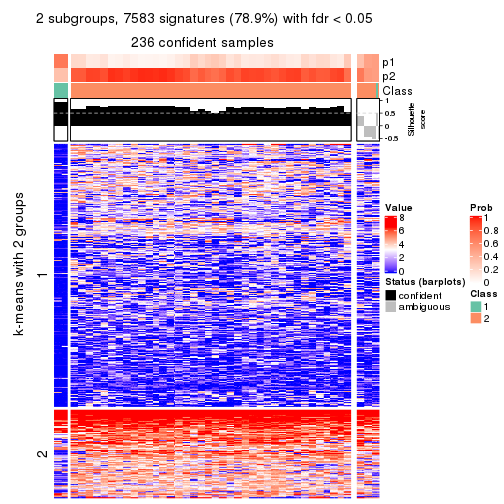 2 subgroups, 7583 signatures (78.9%) with fdr < 0.05
236 confident samples
p1
p2
Class
1
0.5
0
-0.5
Silhouette
score
k-means with 2 groups
1
2
Value
8
6
4
2
0
Prob
1
0.8
0.6
0.4
0.2
0
Status (barplots)
confident
ambiguous
Class
1
2